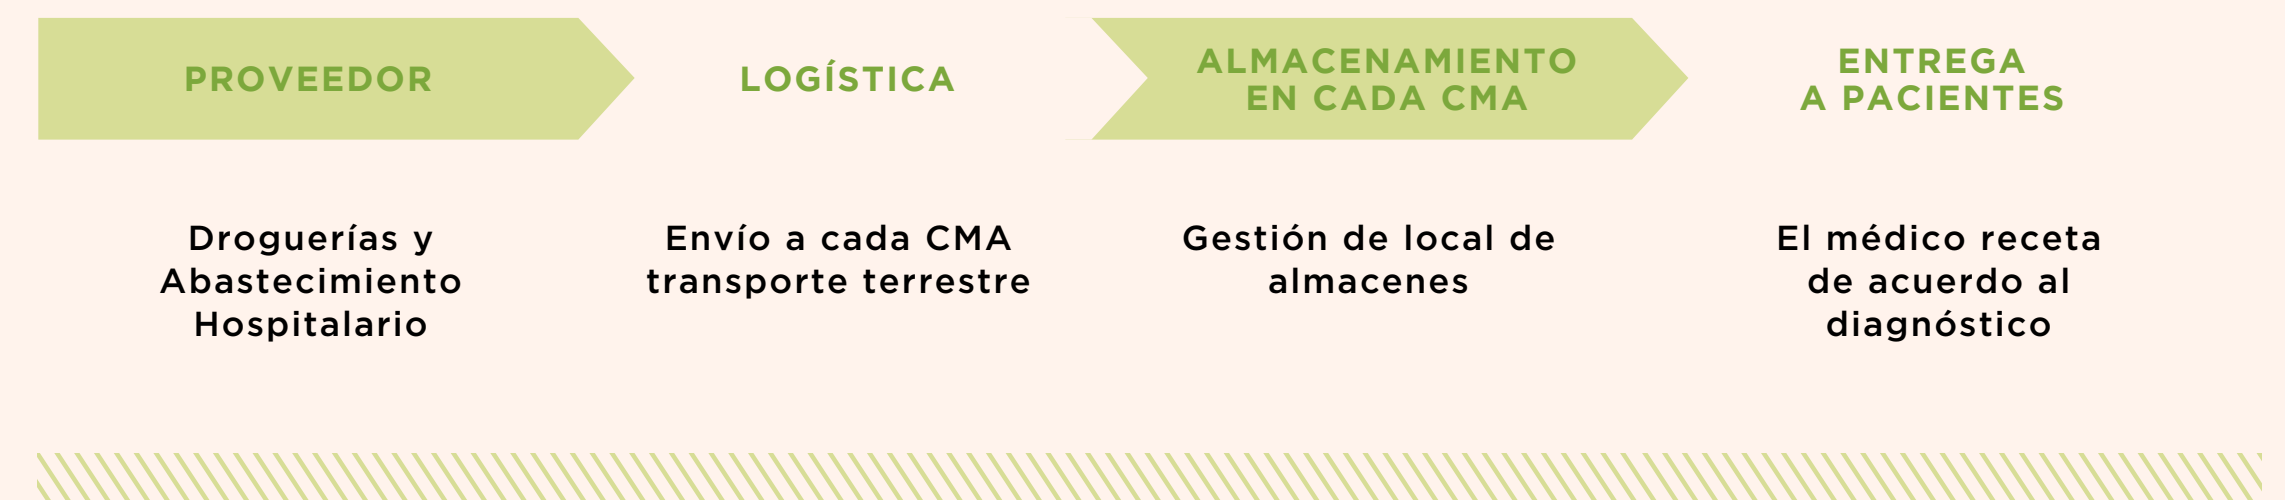 PROVEEDOR
Droguerías y
Abastecimiento
Hospitalario
LOGÍSTICA
Envío a cada CMA
transporte terrestre
ALMACENAMIENTO
EN CADA CMA
Gestión de local de
almacenes
ENTREGA
A PACIENTES
El médico receta
de acuerdo al
diagnóstico